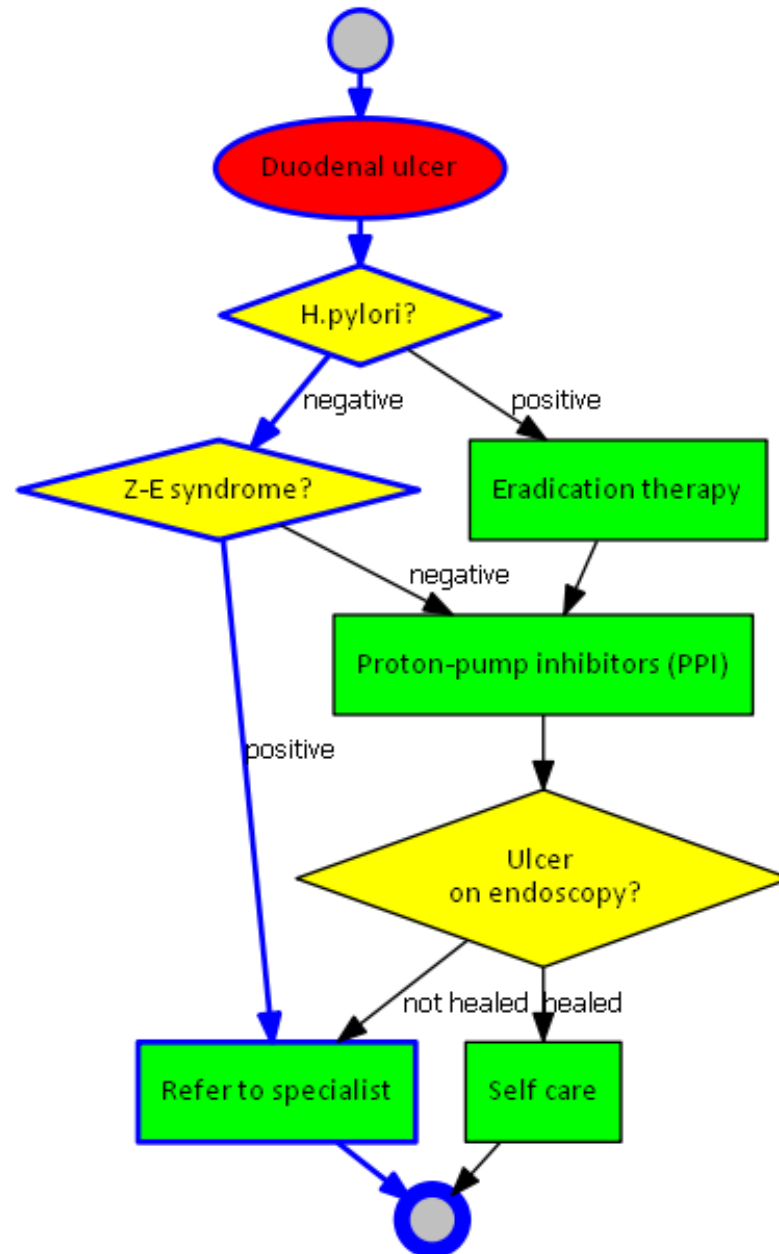 Duodenal ulcer
H.pylori?
negative
positive
Z-E syndrome?
Eradication therapy
negative
Proton-pump inhibitors (PPI)
positive
Ulcer
on endoscopy?
not healed
healed
Refer to specialist
Self care